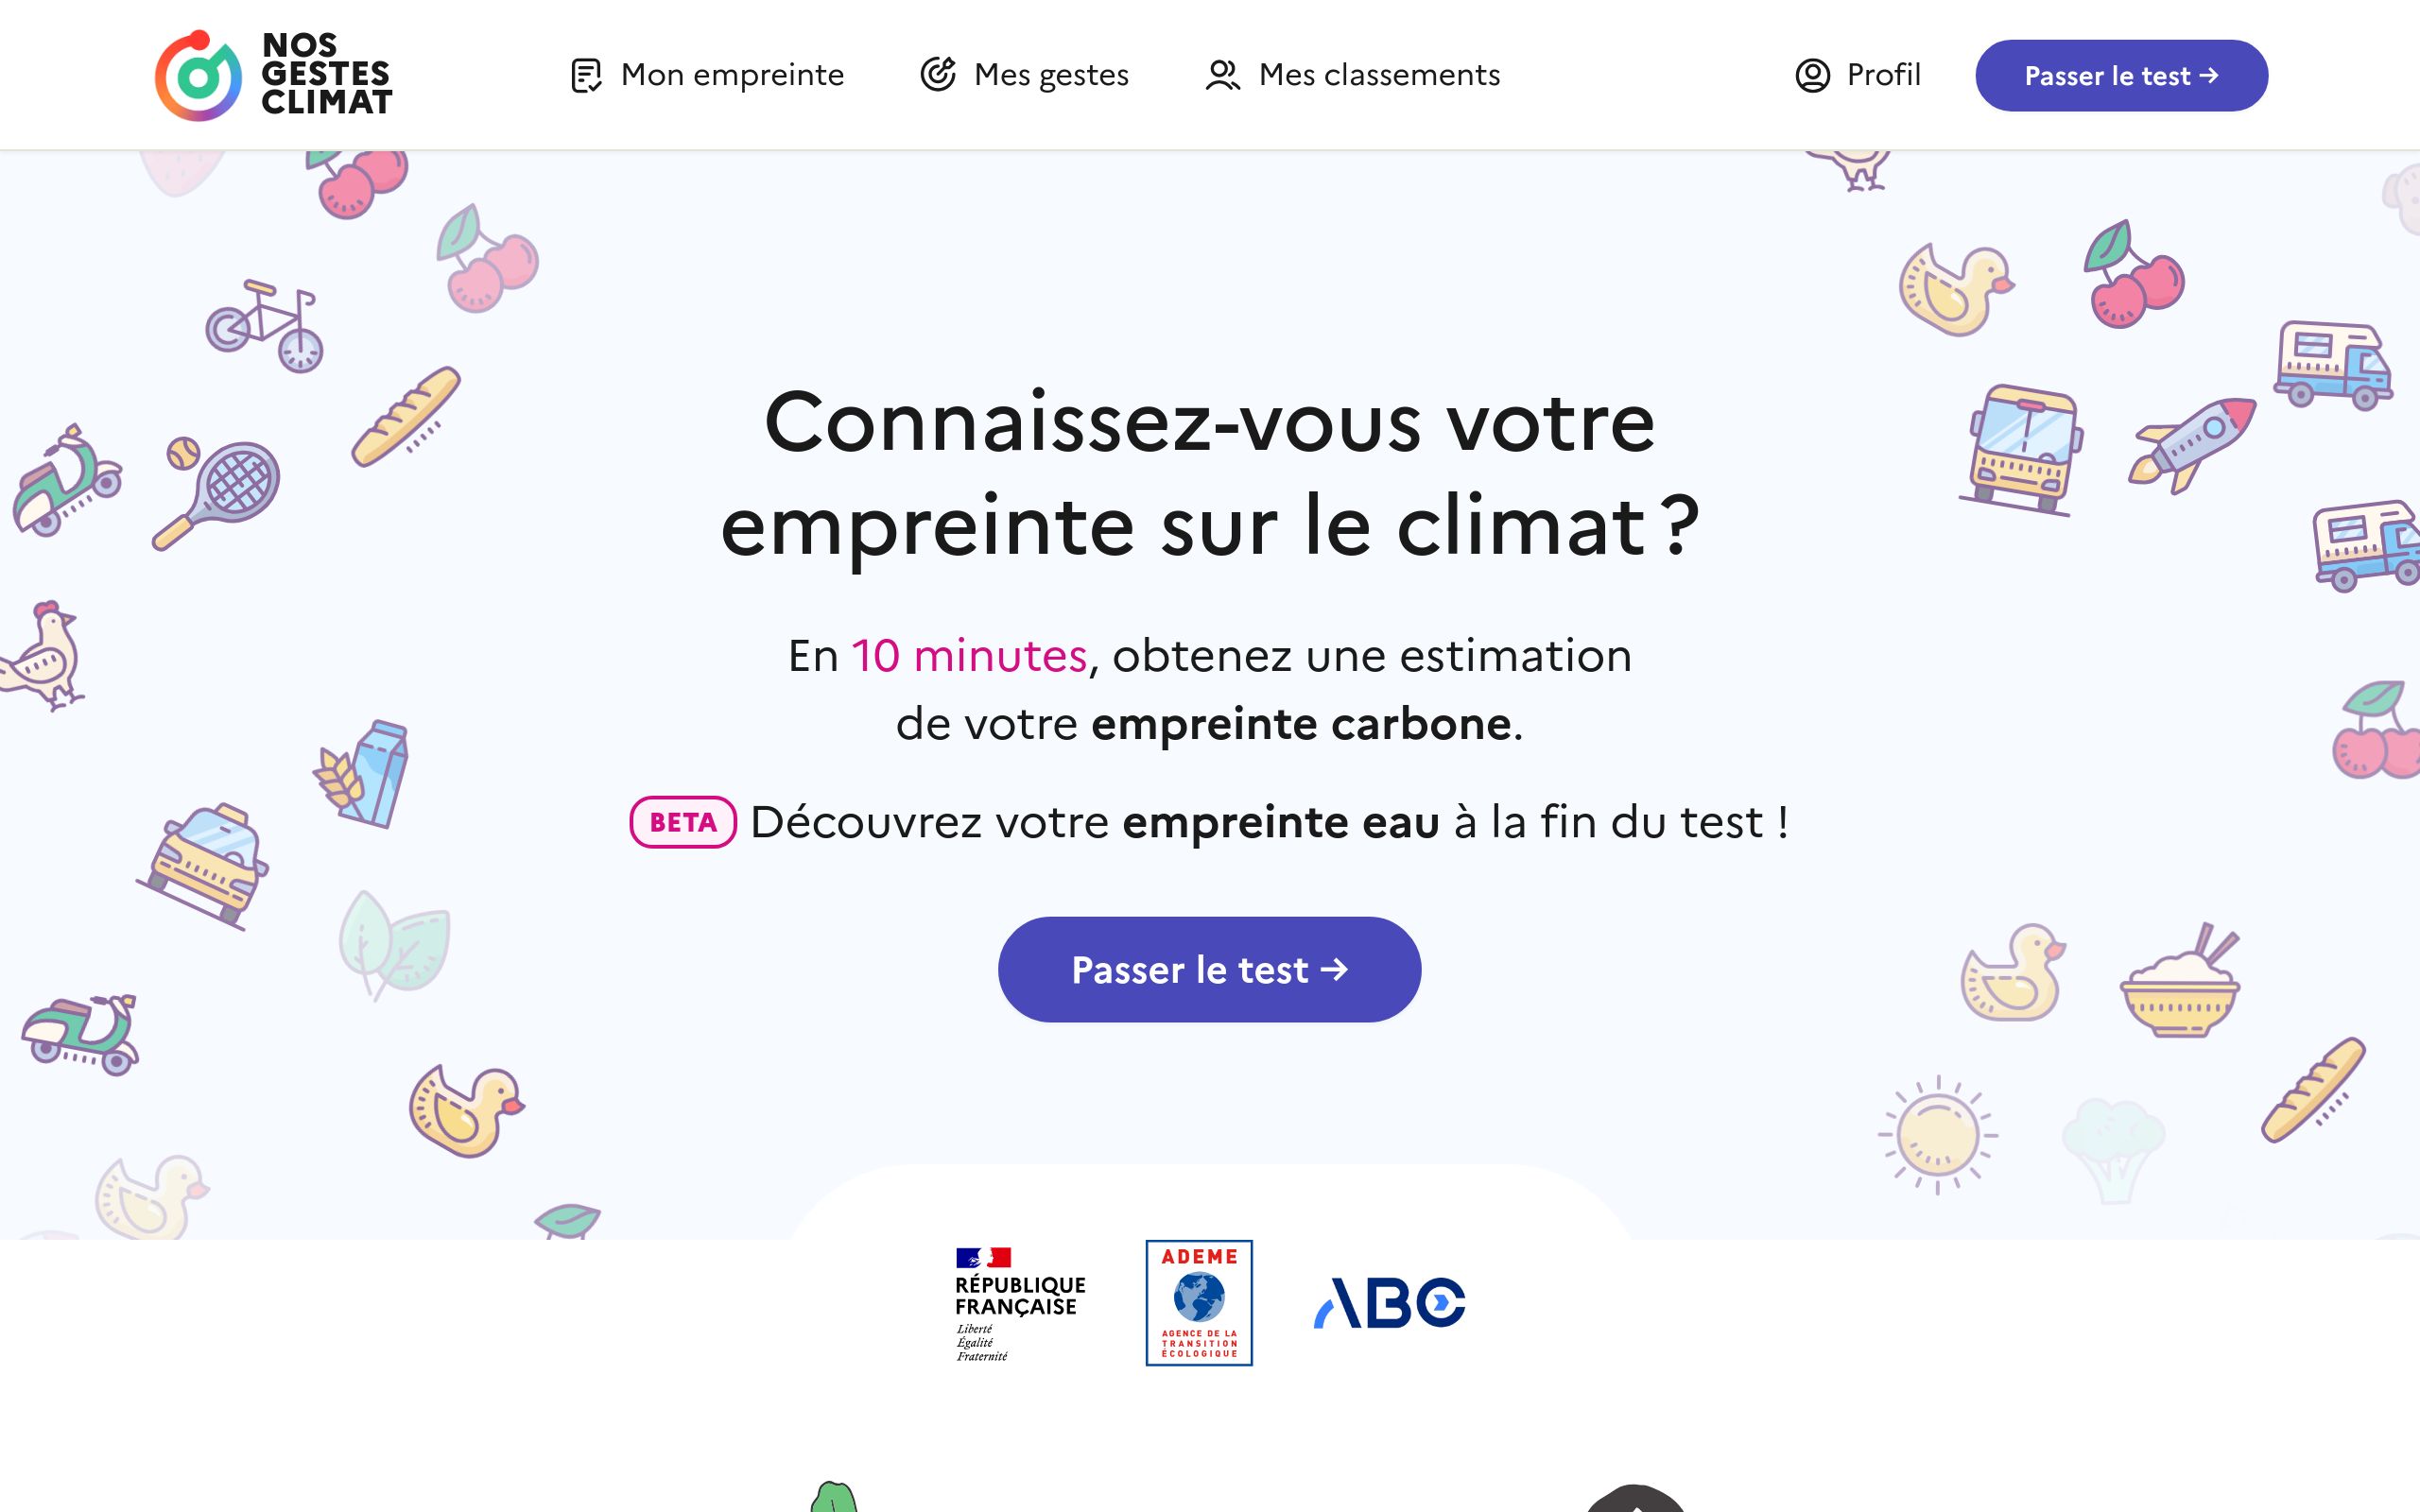 NOS
GESTES
CLIMAT
Mon empreinte
Mes gestes
Mes classements
Profil
Passer le test →
Connaissez-vous votre
empreinte sur le climat ?
En 10 minutes, obtenez une estimation
de votre empreinte carbone.
BETA Découvrez votre empreinte eau à la fin du test !
Passer le test →
RÉPUBLIQUE
FRANÇAISE
Liberté
Égalité
Fraternité
ADEME
AGENCE DE LA
TRANSITION
ÉCOLOGIQUE
ABC